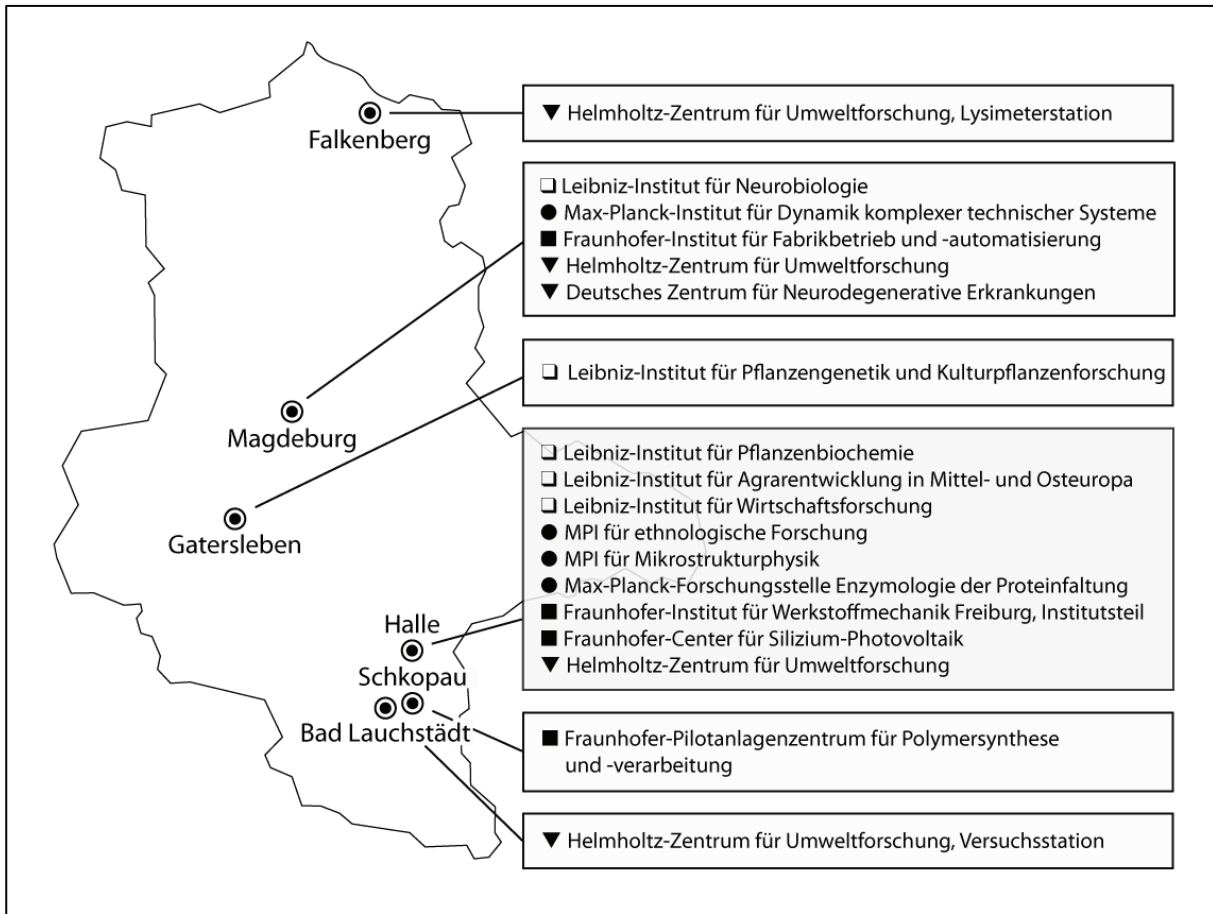 Falkenberg
▼ Helmholtz-Zentrum für Umweltforschung, Lysimeterstation
❑ Leibniz-Institut für Neurobiologie
● Max-Planck-Institut für Dynamik komplexer technischer Systeme
■ Fraunhofer-Institut für Fabrikbetrieb und -automatisierung
▼ Helmholtz-Zentrum für Umweltforschung
▼ Deutsches Zentrum für Neurodegenerative Erkrankungen
Magdeburg
❑ Leibniz-Institut für Pflanzengenetik und Kulturpflanzenforschung
Gatersleben
❑ Leibniz-Institut für Pflanzenbiochemie
❑ Leibniz-Institut für Agrarentwicklung in Mittel- und Osteuropa
❑ Leibniz-Institut für Wirtschaftsforschung
● MPI für ethnologische Forschung
● MPI für Mikrostrukturphysik
● Max-Planck-Forschungsstelle Enzymologie der Proteinfaltung
■ Fraunhofer-Institut für Werkstoffmechanik Freiburg, Institutsteil
■ Fraunhofer-Center für Silizium-Photovoltaik
▼ Helmholtz-Zentrum für Umweltforschung
Halle
Schkopau
■ Fraunhofer-Pilotanlagenzentrum für Polymersynthese
und -verarbeitung
Bad Lauchstädt
▼ Helmholtz-Zentrum für Umweltforschung, Versuchsstation